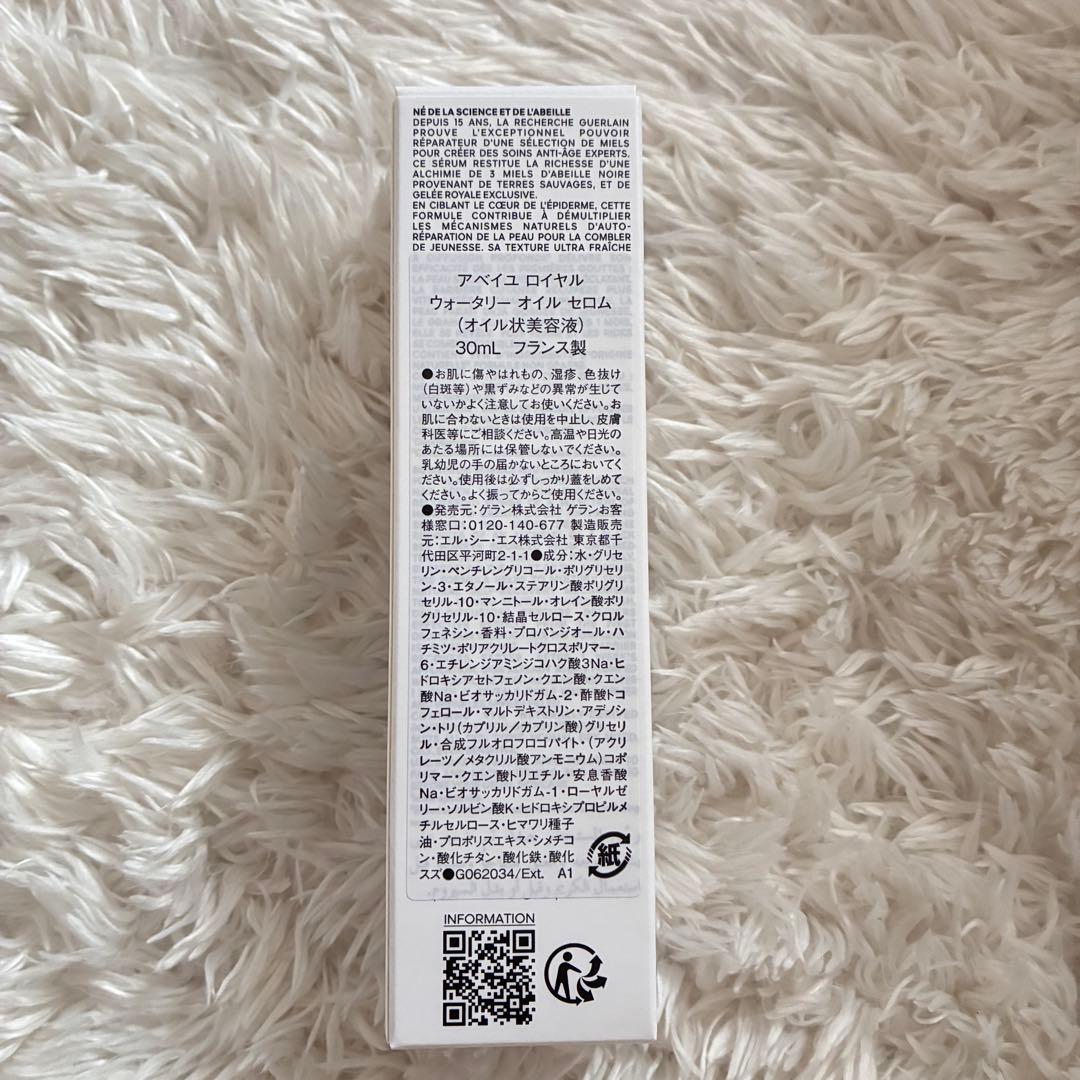 NÉ DE LA SCIENCE ET DE L'ABEILLE
DEPUIS 15 ANS, LA RECHERCHE GUERLAIN
PROUVE L'EXCEPTIONNEL POUVOIR
RÉPARATEUR D'UNE SÉLECTION DE MIELS
POUR CRÉER DES SOINS ANTI-ÂGE EXPERTS.
CE SÉRUM RESTITUE LA RICHESSE D'UNE
ALCHIMIE DE 3 MIELS D'ABEILLE NOIRE
PROVENANT DE TERRES SAUVAGES, ET DE
GELÉE ROYALE EXCLUSIVE.
EN CIBLANT LE CŒUR DE L'ÉPIDERME, CETTE
FORMULE CONTRIBUE À DÉMULTIPLIER
LES MÉCANISMES NATURELS D'AUTO-
RÉPARATION DE LA PEAU POUR LA COMBLER
DE JEUNESSE. SA TEXTURE ULTRA FRAÎCHE
アベイユ ロイヤル
ウォータリー オイル セロム
(オイル状美容液)
30mL フランス製
●お肌に傷やはれもの、湿疹、色抜け
(白斑等)や黒ずみなどの異常が生じて
いないかよく注意してお使いください。お
肌に合わないときは使用を中止し、皮膚
科医等にご相談ください。高温や日光の
あたる場所には保管しないでください。
乳幼児の手の届かないところにおいてく
ださい。使用後は必ずしっかり蓋をしめて
ください。よく振ってからご使用ください。
●発売元:ゲラン株式会社 ゲランお客
様窓口:0120-140-677 製造販売
元:エル・シー・エス株式会社 東京都千
代田区平河町2-1-1●成分:水・グリセ
リン・ペンチレングリコール・ポリグリセリ
ン-3・エタノール・ステアリン酸ポリグリ
セリル-10・マンニトール・オレイン酸ポリ
グリセリル-10・結晶セルロース・クロル
フェネシン・香料・プロパンジオール・ハ
チミツ・ポリアクリレートクロスポリマー-
6・エチレンジアミンジコハク酸3Na・ヒ
ドロキシアセトフェノン・クエン酸・クエン
酸Na・ビオサッカリドガム-2・酢酸トコ
フェロール・マルトデキストリン・アデノシ
ン・トリ(カプリル/カプリン酸)グリセリ
ル・合成フルオロフロゴパイト・(アクリ
レーツ/メタクリル酸アンモニウム)コポ
リマー・クエン酸トリエチル・安息香酸
Na・ビオサッカリドガム-1・ローヤルゼ
リー・ソルビン酸K・ヒドロキシプロピルメ
チルセルロース・ヒマワリ種子
油・プロポリスエキス・シメチコ
ン・酸化チタン・酸化鉄・酸化
スズ●G062034/Ext. A1
紙
INFORMATION